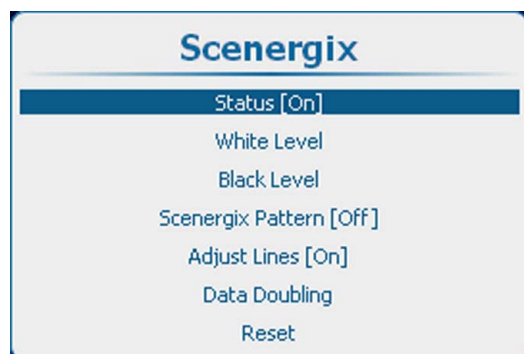 Scenergix
Status [On]
White Level
Black Level
Scenergix Pattern [Off]
Adjust Lines [On]
Data Doubling
Reset